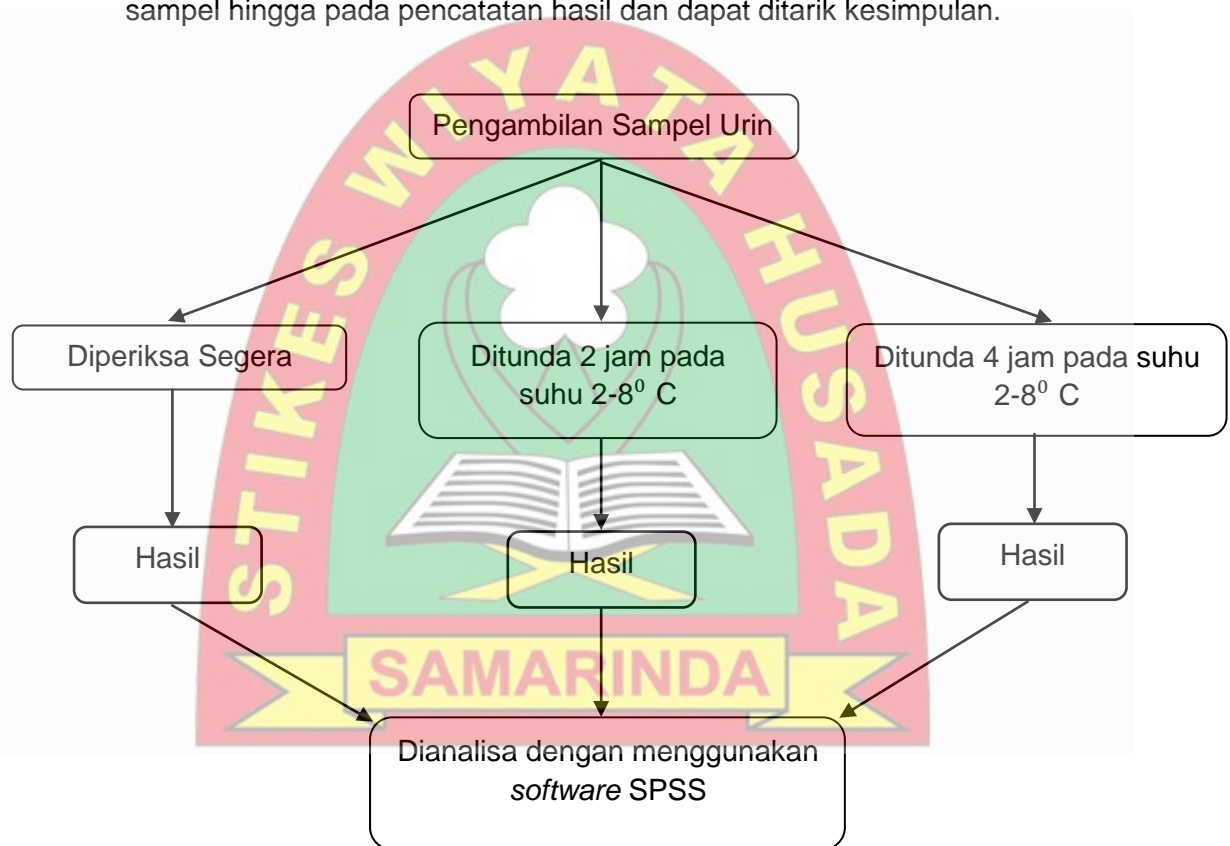 sampel hingga pada pencatatan hasil dan dapat ditarik kesimpulan.
STIKES WIYATA HUSADA
Pengambilan Sampel Urin
Diperiksa Segera
Ditunda 2 jam pada
suhu 2-8⁰ C
Ditunda 4 jam pada suhu
2-8⁰ C
Hasil
Hasil
Hasil
SAMARINDA
Dianalisa dengan menggunakan
software SPSS